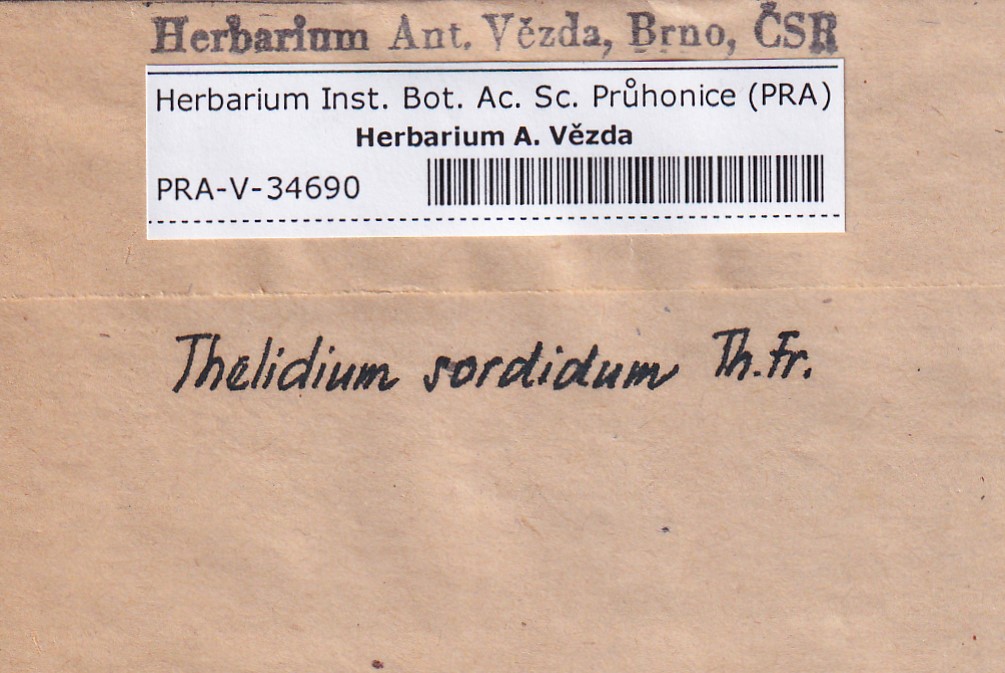 Herbarium Ant. Vězda, Brno, ČSR
Herbarium Inst. Bot. Ac. Sc. Průhonice (PRA)
Herbarium A. Vězda
PRA-V-34690
Thelidium sordidum Th.Fr.